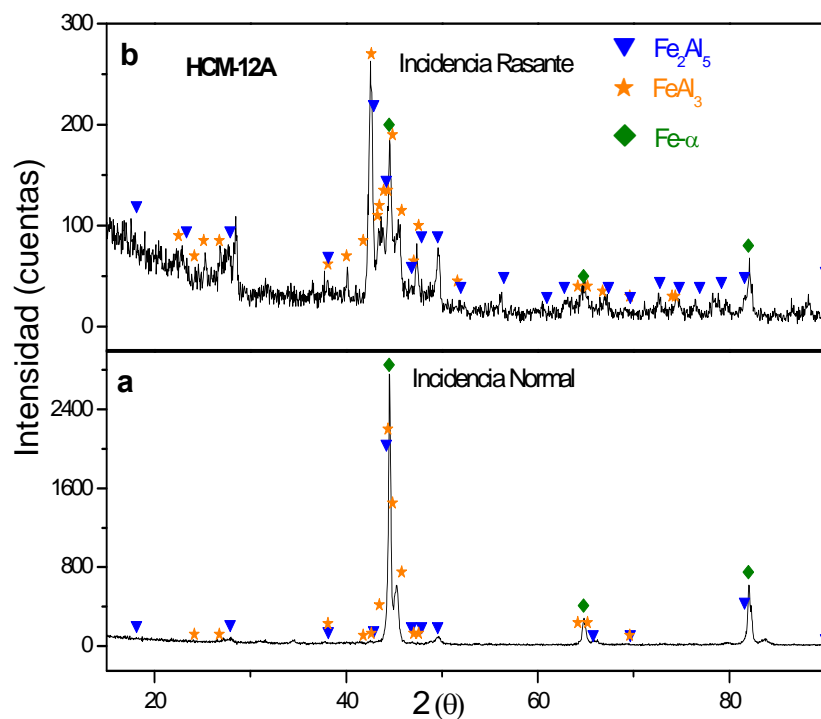 Intensidad (cuentas)
b
HCM-12A
Incidencia Rasante
Fe₂Al₅
FeAl₃
Fe-α
300
200
100
0
a
Incidencia Normal
2400
1600
800
0
20
40
60
80
2 (θ)